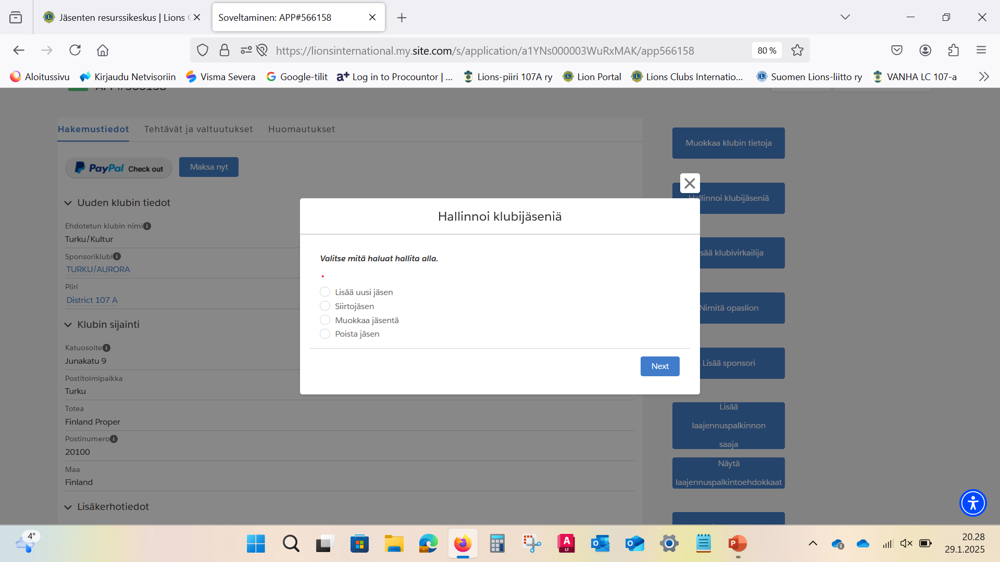 Jäsenten resurssikeskus | Lions
Soveltaminen: APP#566158
https://lionsinternational.my.site.com/s/application/a1YNs000003WuRxMAK/app566158
80 %
Aloitussivu
Kirjaudu Netvisoriin
Visma Severa
Google-tilit
a+ Log in to Procountor | ...
Lions-piiri 107A ry
Lion Portal
Lions Clubs Internatio...
Suomen Lions-liitto ry
VANHA LC 107-a
APP#566158
Hakemustiedot
Tehtävät ja valtuutukset
Huomautukset
PayPal Check out
Maksa nyt
Uuden klubin tiedot
Ehdotetun klubin nimi
Turku/Kultur
Sponsoriklubi
TURKU/AURORA
Piiri
District 107 A
Klubin sijainti
Katuosoite
Junakatu 9
Postitoimipaikka
Turku
Totea
Finland Proper
Postinumero
20100
Maa
Finland
Lisäkerhotiedot
Hallinnoi klubijäseniä
Valitse mitä haluat hallita alla.
*
Lisää uusi jäsen
Siirtojäsen
Muokkaa jäsentä
Poista jäsen
Next
Muokkaa klubin tietoja
Hallinnoi klubijäseniä
sää klubivirkailija
Nimitä opaslion
Lisää sponsori
Lisää
laajennuspalkinnon
saaja
Näytä
laajennuspalkintoehdokkaat
4°
20.28
29.1.2025